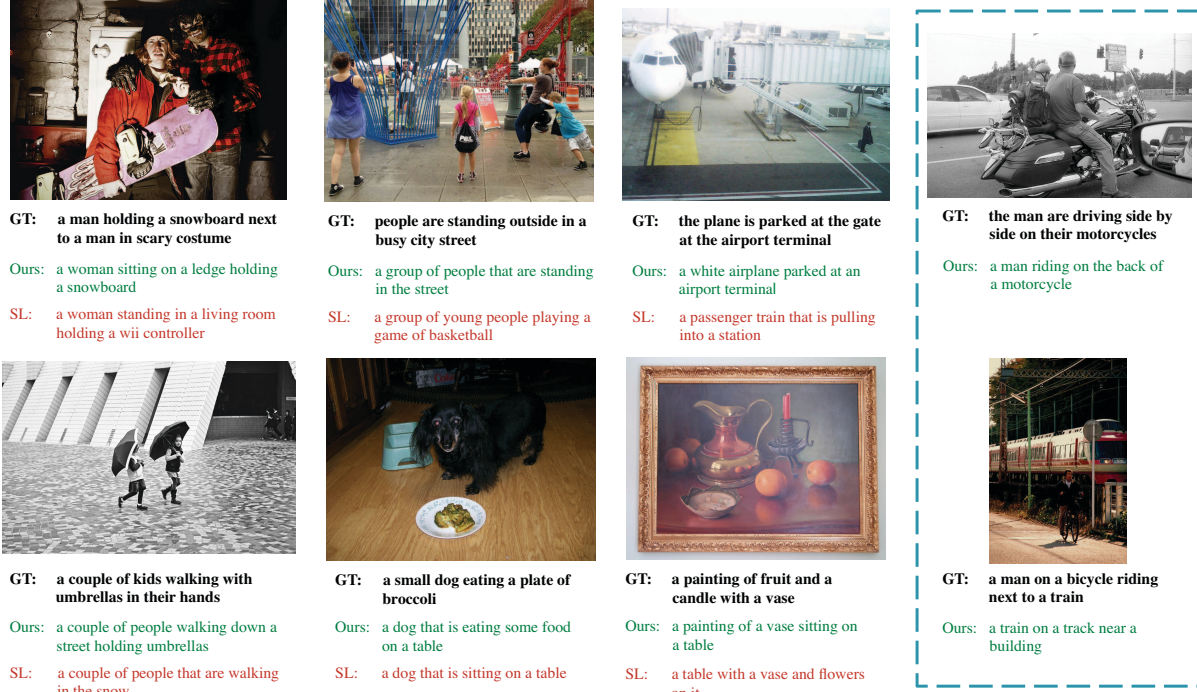 GT: a man holding a snowboard next
to a man in scary costume
Ours: a woman sitting on a ledge holding
a snowboard
SL: a woman standing in a living room
holding a wii controller
GT: people are standing outside in a
busy city street
Ours: a group of people that are standing
in the street
SL: a group of young people playing a
game of basketball
GT: the plane is parked at the gate
at the airport terminal
Ours: a white airplane parked at an
airport terminal
SL: a passenger train that is pulling
into a station
GT: the man are driving side by
side on their motorcycles
Ours: a man riding on the back of
a motorcycle
GT: a couple of kids walking with
umbrellas in their hands
Ours: a couple of people walking down a
street holding umbrellas
SL: a couple of people that are walking
in the snow
GT: a small dog eating a plate of
broccoli
Ours: a dog that is eating some food
on a table
SL: a dog that is sitting on a table
GT: a painting of fruit and a
candle with a vase
Ours: a painting of a vase sitting on
a table
SL: a table with a vase and flowers
on it
GT: a man on a bicycle riding
next to a train
Ours: a train on a track near a
building